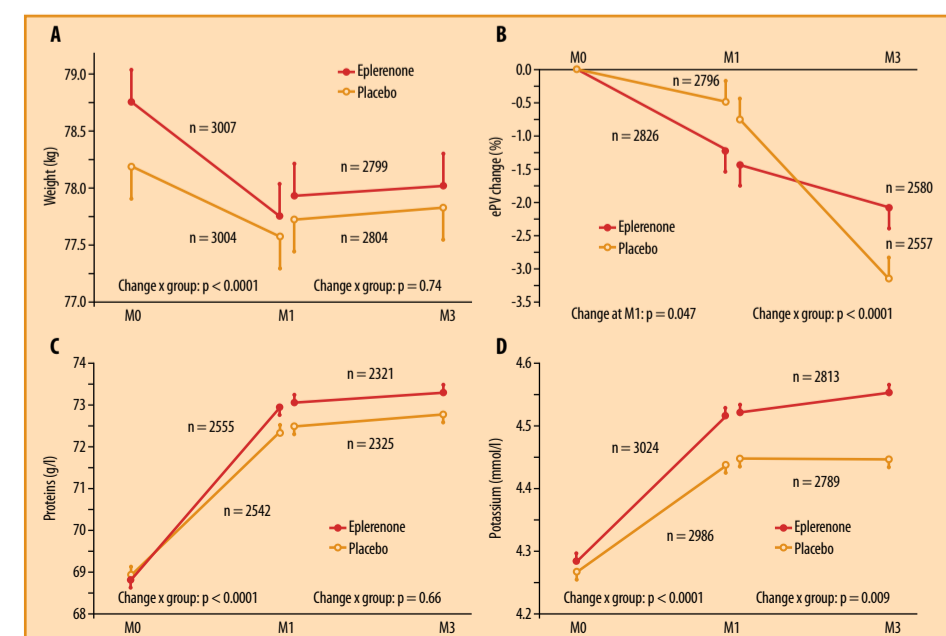 A
Weight (kg)
79.0
78.5
78.0
77.5
77.0
Eplerenone
Placebo
n = 3007
n = 2799
n = 3004
n = 2804
Change x group: p < 0.0001
Change x group: p = 0.74
M0
M1
M3
B
M0
M1
M3
ePV change (%)
0.0
-0.5
-1.0
-1.5
-2.0
-2.5
-3.0
-3.5
n = 2796
n = 2826
n = 2580
n = 2557
Eplerenone
Placebo
Change at M1: p = 0.047
Change x group: p < 0.0001
C
Proteins (g/l)
74
73
72
71
70
69
68
n = 2321
n = 2555
n = 2325
n = 2542
Eplerenone
Placebo
Change x group: p < 0.0001
Change x group: p = 0.66
M0
M1
M3
D
Potassium (mmol/l)
4.6
4.5
4.4
4.3
4.2
n = 2813
n = 3024
n = 2789
n = 2986
Eplerenone
Placebo
Change x group: p < 0.0001
Change x group: p = 0.009
M0
M1
M3